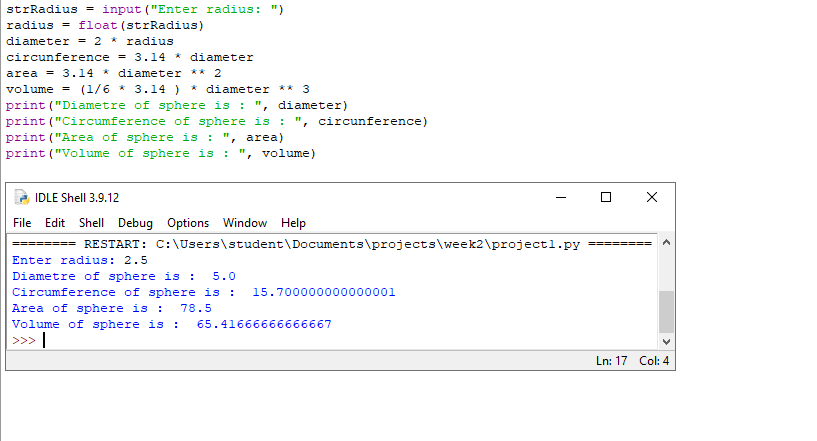 strRadius = input("Enter radius: ")
radius = float(strRadius)
diameter = 2 * radius
circunference = 3.14 * diameter
area = 3.14 * diameter ** 2
volume = (1/6 * 3.14 ) * diameter ** 3
print("Diametre of sphere is : ", diameter)
print("Circumference of sphere is : ", circunference)
print("Area of sphere is : ", area)
print("Volume of sphere is : ", volume)
IDLE Shell 3.9.12
File Edit Shell Debug Options Window Help
======== RESTART: C:\Users\student\Documents\projects\week2\project1.py ========
Enter radius: 2.5
Diametre of sphere is :  5.0
Circumference of sphere is :  15.700000000000001
Area of sphere is :  78.5
Volume of sphere is :  65.41666666666667
>>>
Ln: 17 Col: 4